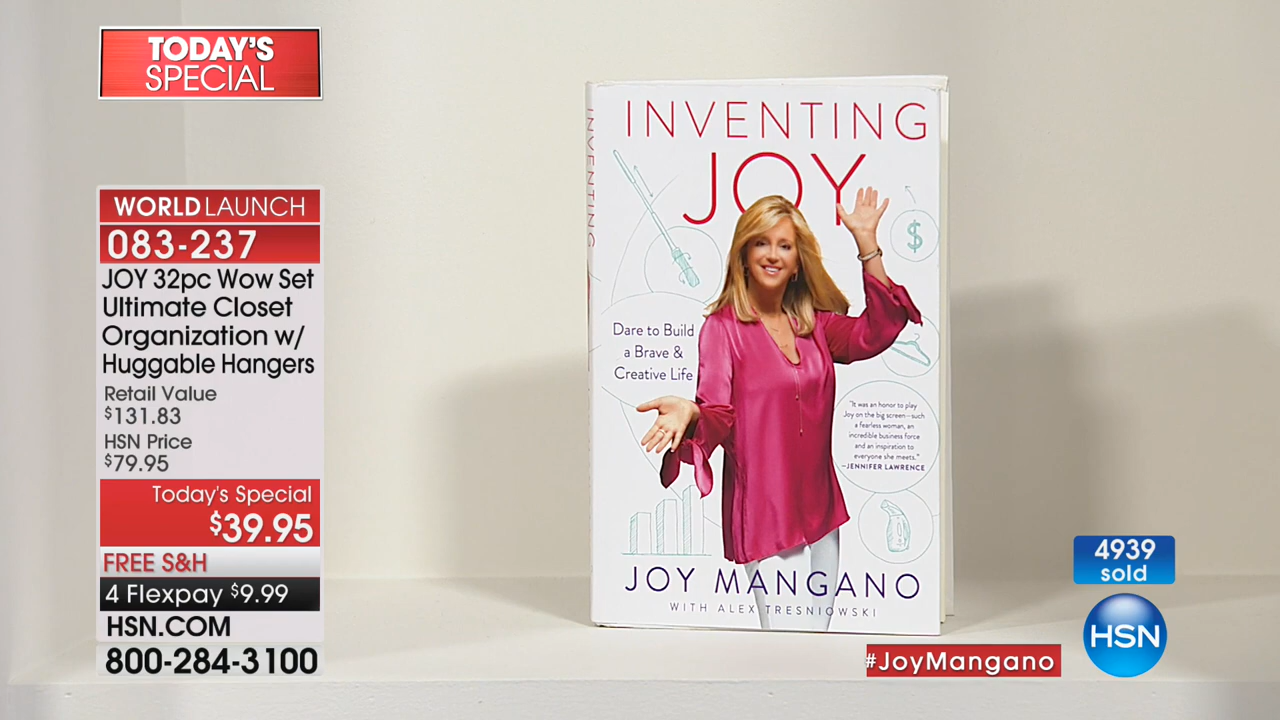 TODAY'S
SPECIAL
WORLD LAUNCH
083-237
JOY 32pc Wow Set
Ultimate Closet
Organization w/
Huggable Hangers
Retail Value
$131.83
HSN Price
$79.95
Today's Special
$39.95
FREE S&H
4 Flexpay $9.99
HSN.COM
800-284-3100
INVENTING
INVENTING
JOY
$
Dare to Build
a Brave &
Creative Life
"It was an honor to play
Joy on the big screen—such
a fearless woman, an
incredible business force
and an inspiration to
everyone she meets."
—JENNIFER LAWRENCE
JOY MANGANO
WITH ALEX TRESNIOWSKI
4939
sold
HSN
#JoyMangano